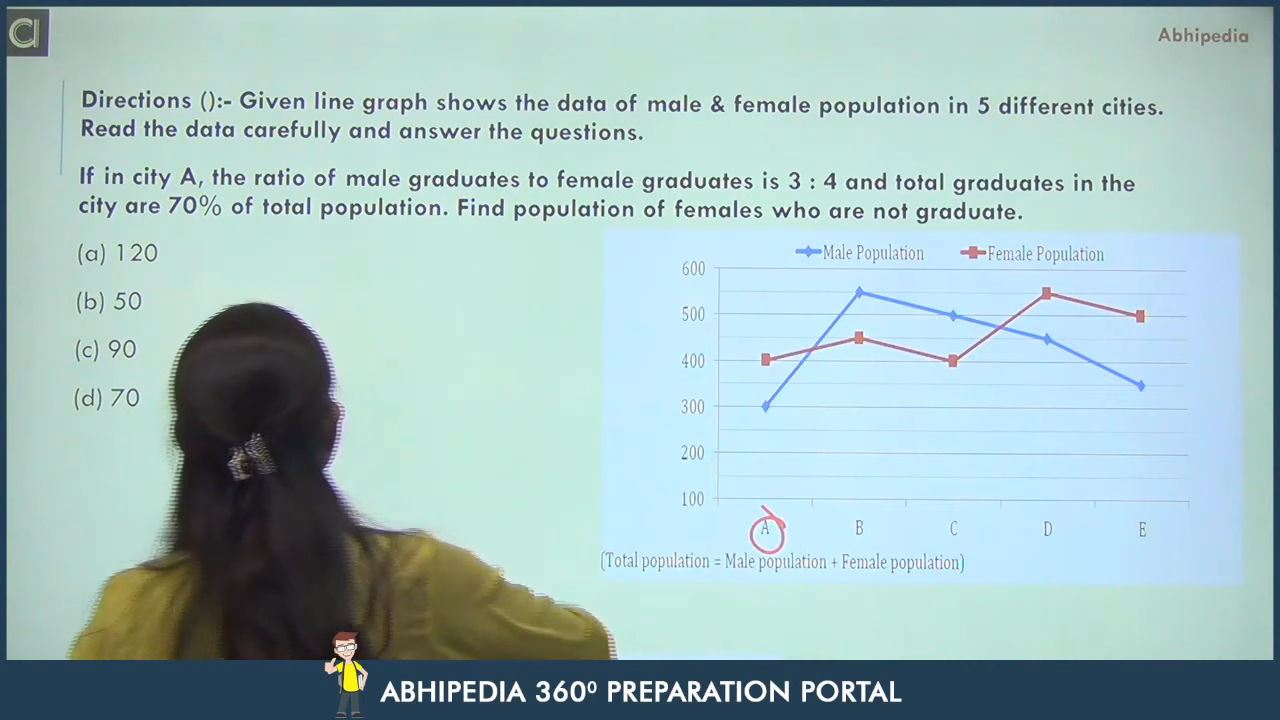 Abhipedia
Directions ():- Given line graph shows the data of male & female population in 5 different cities.
Read the data carefully and answer the questions.
If in city A, the ratio of male graduates to female graduates is 3 : 4 and total graduates in the
city are 70% of total population. Find population of females who are not graduate.
(a) 120
(b) 50
(c) 90
(d) 70
Male Population
Female Population
600
500
400
300
200
100
A
B
C
D
E
(Total population = Male population + Female population)
ABHIPEDIA 360⁰ PREPARATION PORTAL